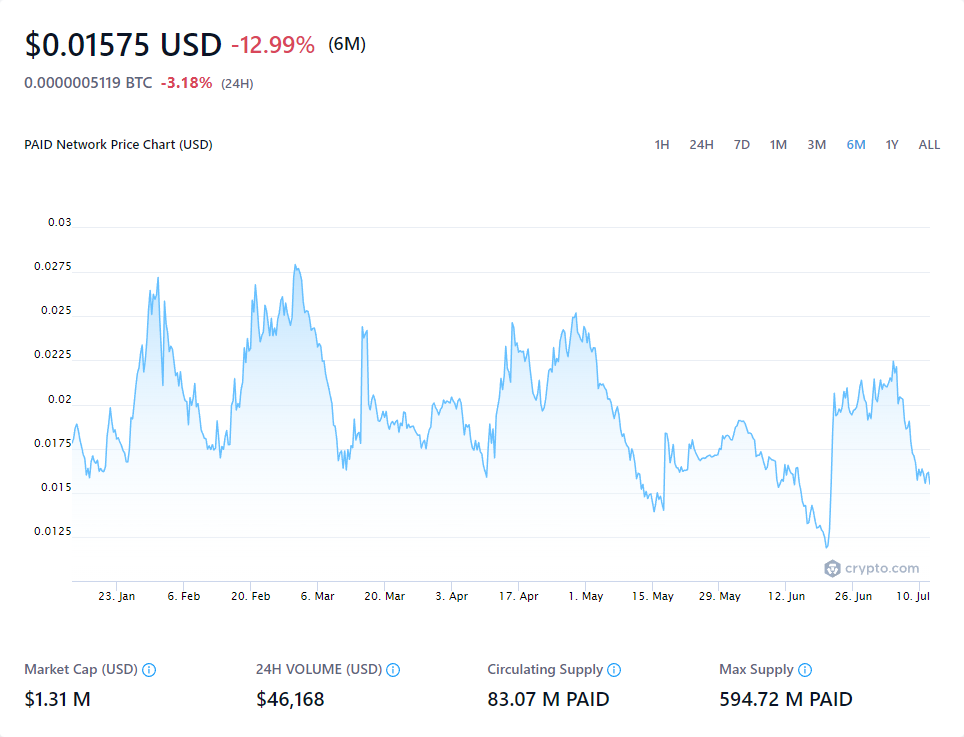 $0.01575 USD -12.99% (6M)
0.0000005119 BTC -3.18% (24H)
PAID Network Price Chart (USD)
1H 24H 7D 1M 3M 6M 1Y ALL
0.03
0.0275
0.025
0.0225
0.02
0.0175
0.015
0.0125
crypto.com
23. Jan 6. Feb 20. Feb 6. Mar 20. Mar 3. Apr 17. Apr 1. May 15. May 29. May 12. Jun 26. Jun 10. Jul
Market Cap (USD) 24H VOLUME (USD) Circulating Supply Max Supply
$1.31 M $46,168 83.07 M PAID 594.72 M PAID